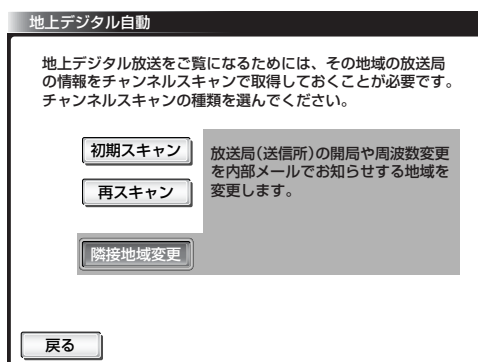 地上デジタル自動
地上デジタル放送をご覧になるためには、その地域の放送局
の情報をチャンネルスキャンで取得しておくことが必要です。
チャンネルスキャンの種類を選んでください。
初期スキャン
再スキャン
隣接地域変更
放送局（送信所）の開局や周波数変更
を内部メールでお知らせする地域を
変更します。
戻る